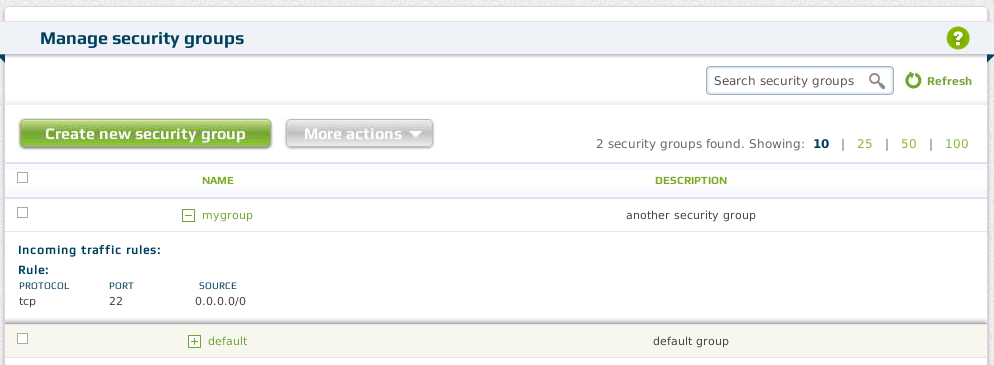 Manage security groups
?
Search security groups Refresh
Create new security group More actions
2 security groups found. Showing: 10 | 25 | 50 | 100
NAME DESCRIPTION
mygroup another security group
Incoming traffic rules:
Rule:
PROTOCOL PORT SOURCE
tcp 22 0.0.0.0/0
default default group